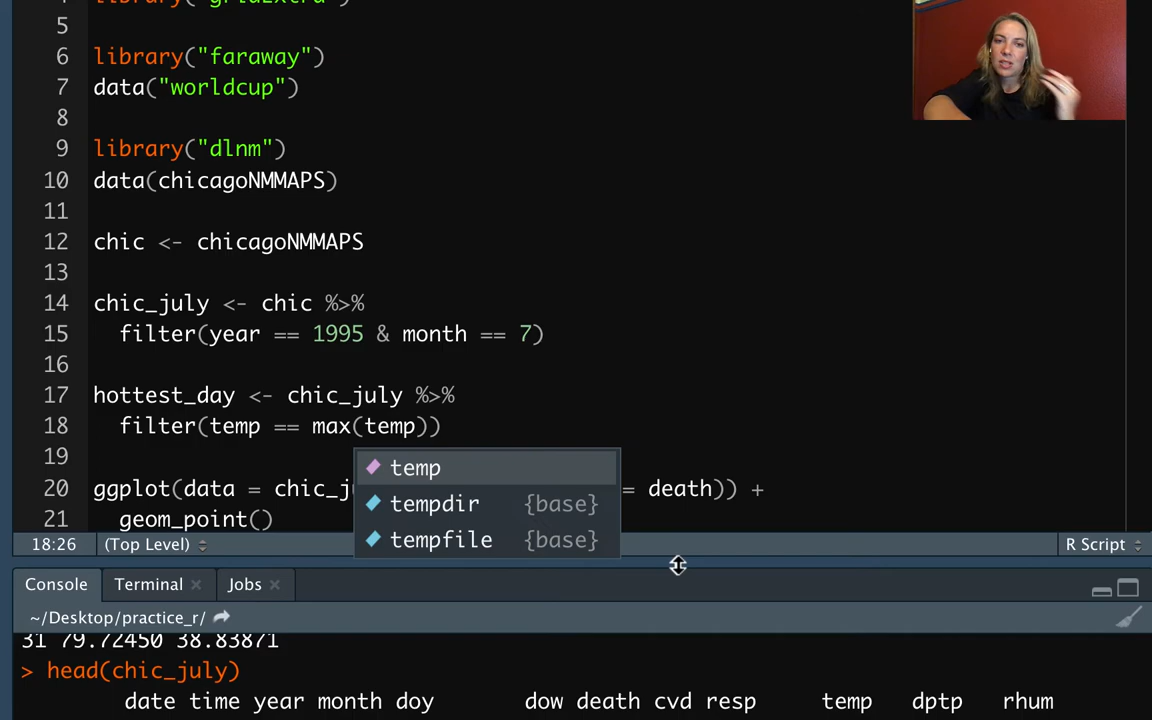 5
6 library("faraway")
7 data("worldcup")
8
9 library("dlnm")
10 data(chicagoNMMAPS)
11
12 chic <- chicagoNMMAPS
13
14 chic_july <- chic %>%
15 filter(year == 1995 & month == 7)
16
17 hottest_day <- chic_july %>%
18 filter(temp == max(temp))
19
temp
20 ggplot(data = chic_ju = death)) +
tempdir {base}
21 geom_point()
tempfile {base}
18:26 (Top Level) R Script
Console Terminal Jobs
~/Desktop/practice_r/
31 79.72450 38.83871
> head(chic_july)
date time year month doy dow death cvd resp temp dptp rhum